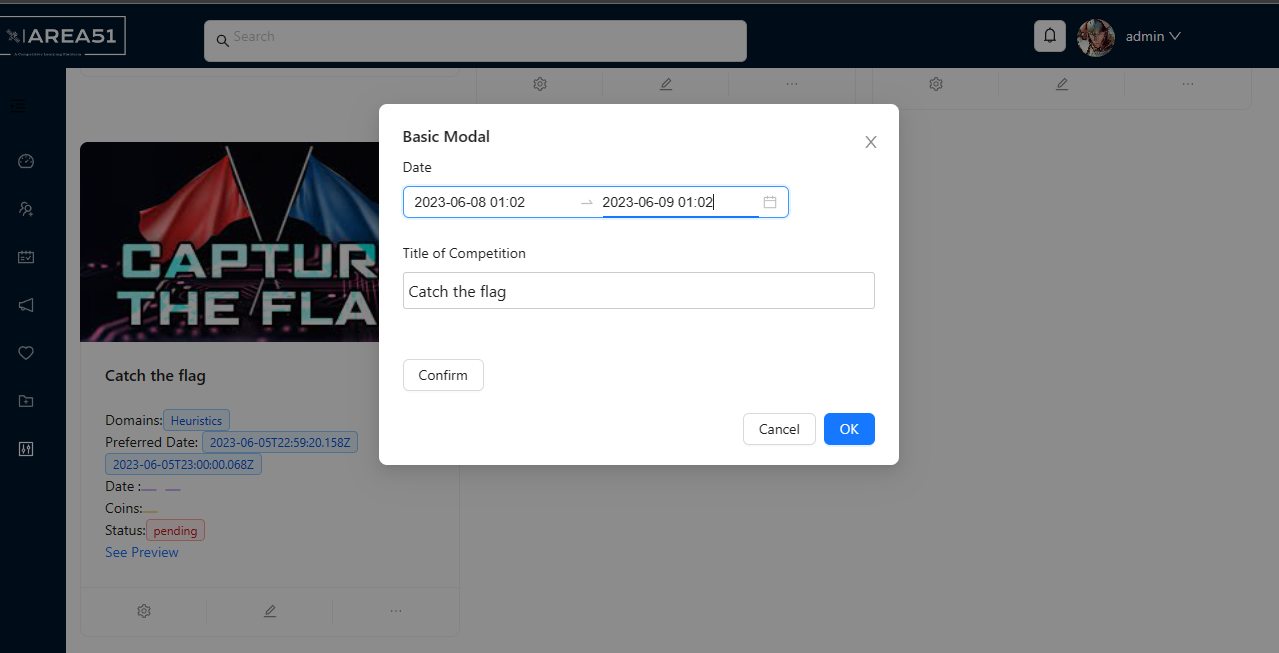 AREA51
Search
admin
Basic Modal
Date
2023-06-08 01:02 → 2023-06-09 01:02
Title of Competition
Catch the flag
Confirm
Cancel OK
CAPTUR
THE FLA
Catch the flag
Domains: Heuristics
Preferred Date: 2023-06-05T22:59:20.158Z
2023-06-05T23:00:00.068Z
Date :
Coins:
Status: pending
See Preview